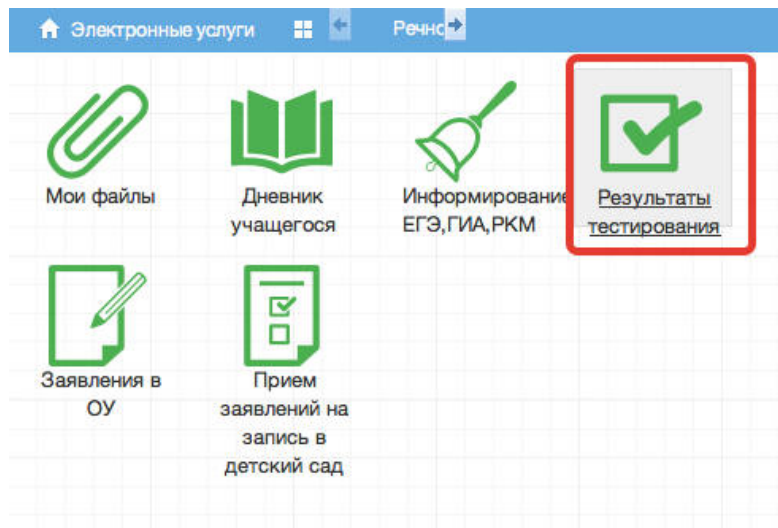 Электронные услуги
Речно
Мои файлы
Дневник
учащегося
Информирование
ЕГЭ,ГИА,РКМ
Результаты
тестирования
Заявления в
ОУ
Прием
заявлений на
запись в
детский сад